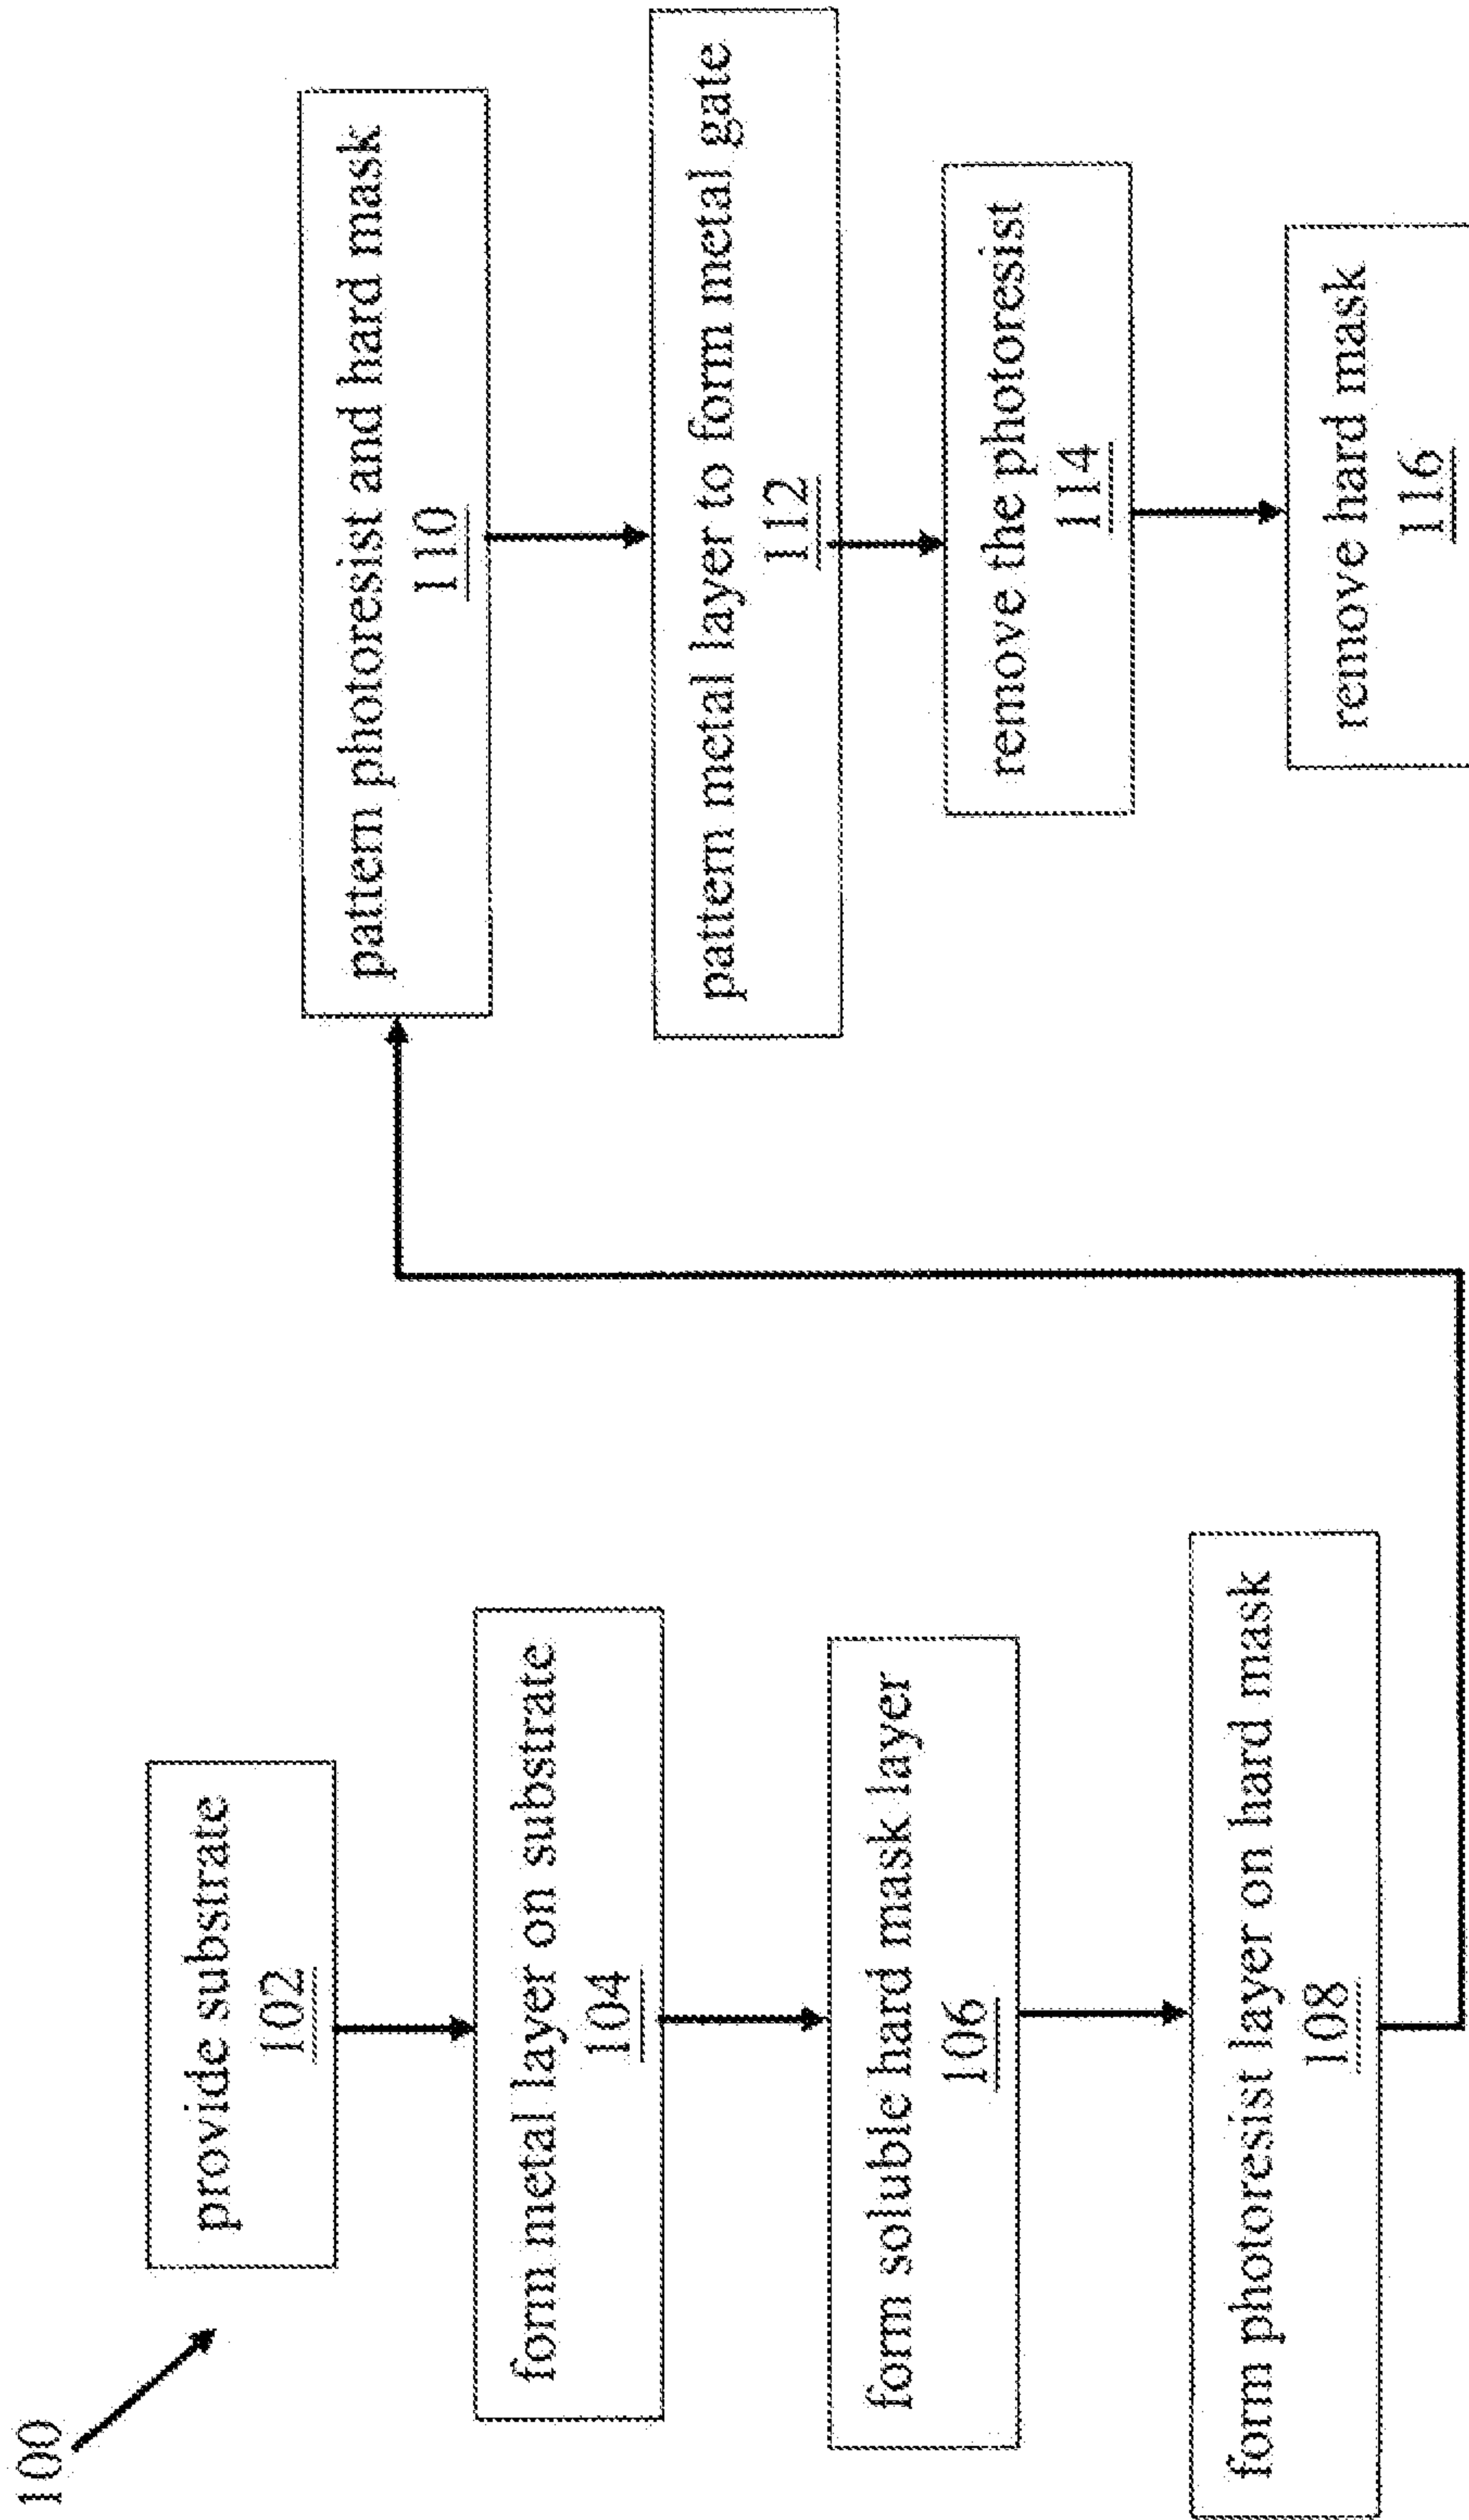 100
provide substrate
102
form metal layer on substrate
104
form soluble hard mask layer
106
form photoresist layer on hard mask
108
pattern photoresist and hard mask
110
pattern metal layer to form metal gate
112
remove the photoresist
114
remove hard mask
116